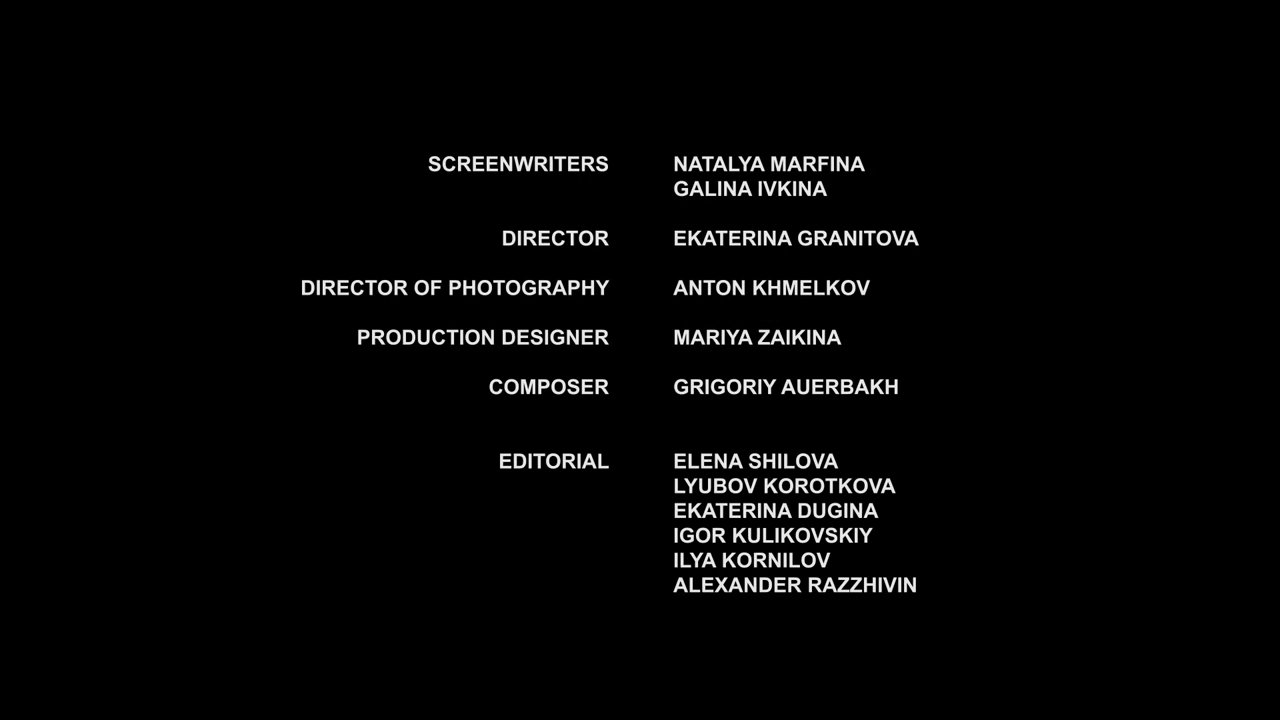 SCREENWRITERS NATALYA MARFINA
GALINA IVKINA
DIRECTOR EKATERINA GRANITOVA
DIRECTOR OF PHOTOGRAPHY ANTON KHMELKOV
PRODUCTION DESIGNER MARIYA ZAIKINA
COMPOSER GRIGORIY AUERBAKH
EDITORIAL ELENA SHILOVA
LYUBOV KOROTKOVA
EKATERINA DUGINA
IGOR KULIKOVSKIY
ILYA KORNILOV
ALEXANDER RAZZHIVIN